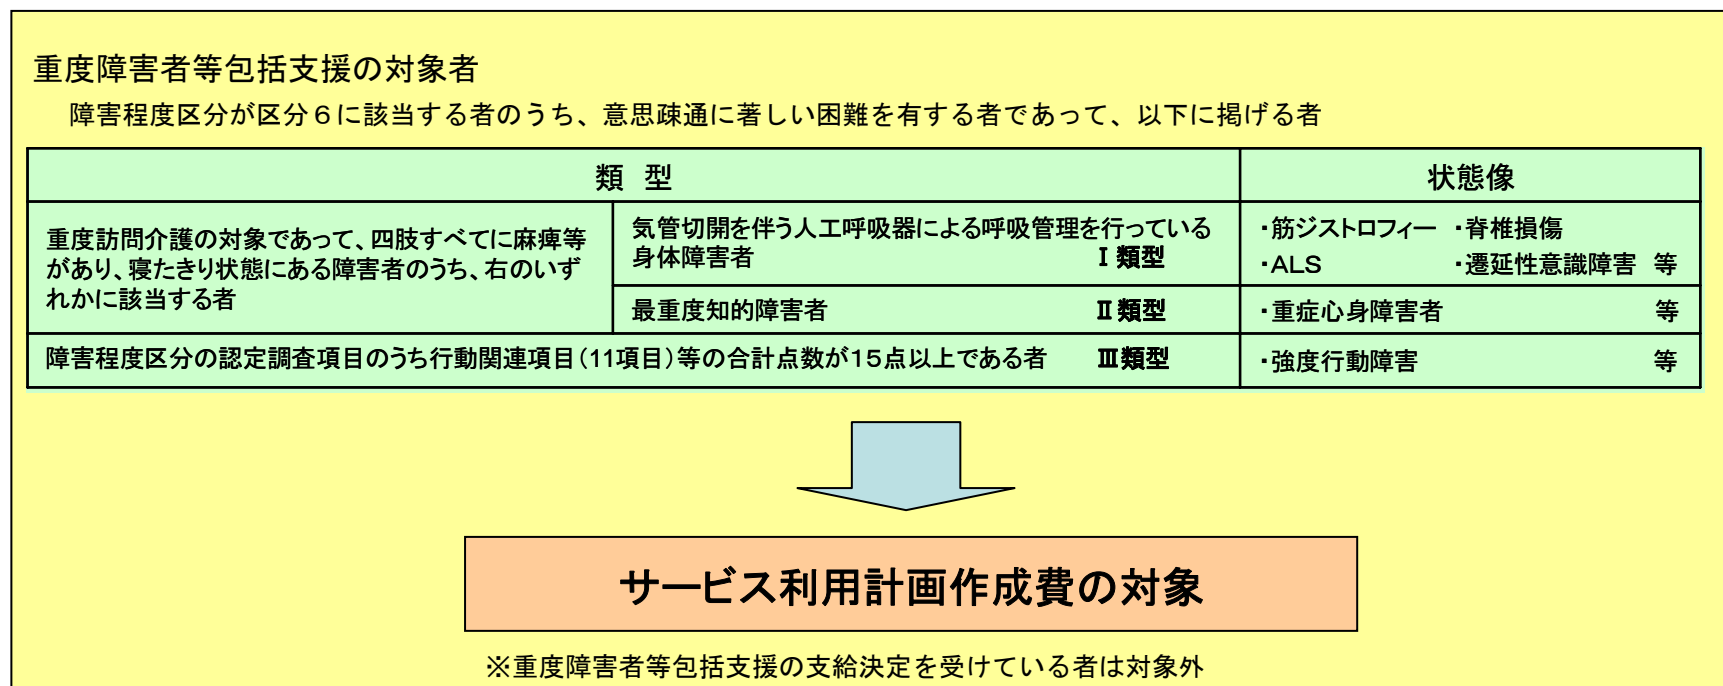 重度障害者等包括支援の対象者
障害程度区分が区分６に該当する者のうち、意思疎通に著しい困難を有する者であって、以下に掲げる者
類 型
状態像
重度訪問介護の対象であって、四肢すべてに麻痺等
があり、寝たきり状態にある障害者のうち、右のいず
れかに該当する者
気管切開を伴う人工呼吸器による呼吸管理を行っている
身体障害者 Ⅰ類型
・筋ジストロフィー ・脊椎損傷
・ALS ・遷延性意識障害 等
最重度知的障害者 Ⅱ類型
・重症心身障害者 等
障害程度区分の認定調査項目のうち行動関連項目（11項目）等の合計点数が15点以上である者 Ⅲ類型
・強度行動障害 等
サービス利用計画作成費の対象
※重度障害者等包括支援の支給決定を受けている者は対象外